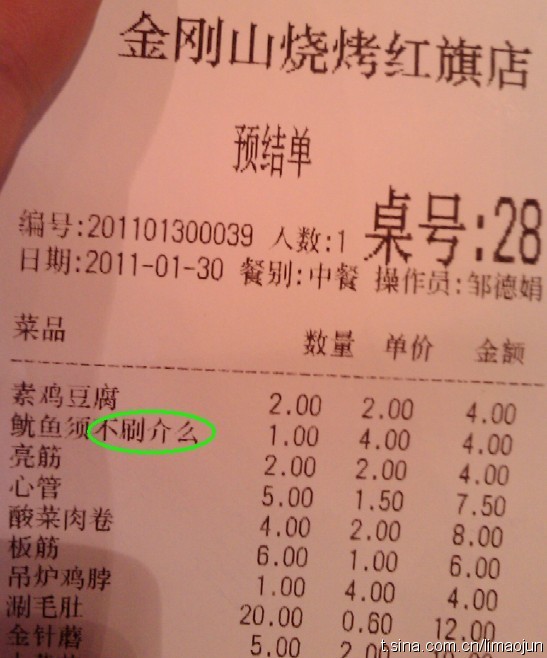 金刚山烧烤红旗店
预结单
编号:201101300039 人数:1 桌号:28
日期:2011-01-30 餐别:中餐 操作员:邹德娟
菜品 数量 单价 金额
素鸡豆腐 2.00 2.00 4.00
鱿鱼须不刷介么 1.00 4.00 4.00
亮筋 2.00 2.00 4.00
心管 5.00 1.50 7.50
酸菜肉卷 4.00 2.00 8.00
板筋 6.00 1.00 6.00
吊炉鸡脖 1.00 4.00 4.00
涮毛肚 20.00 0.60 12.00
金针蘑 5.00
t.sina.com.cn/limaojun